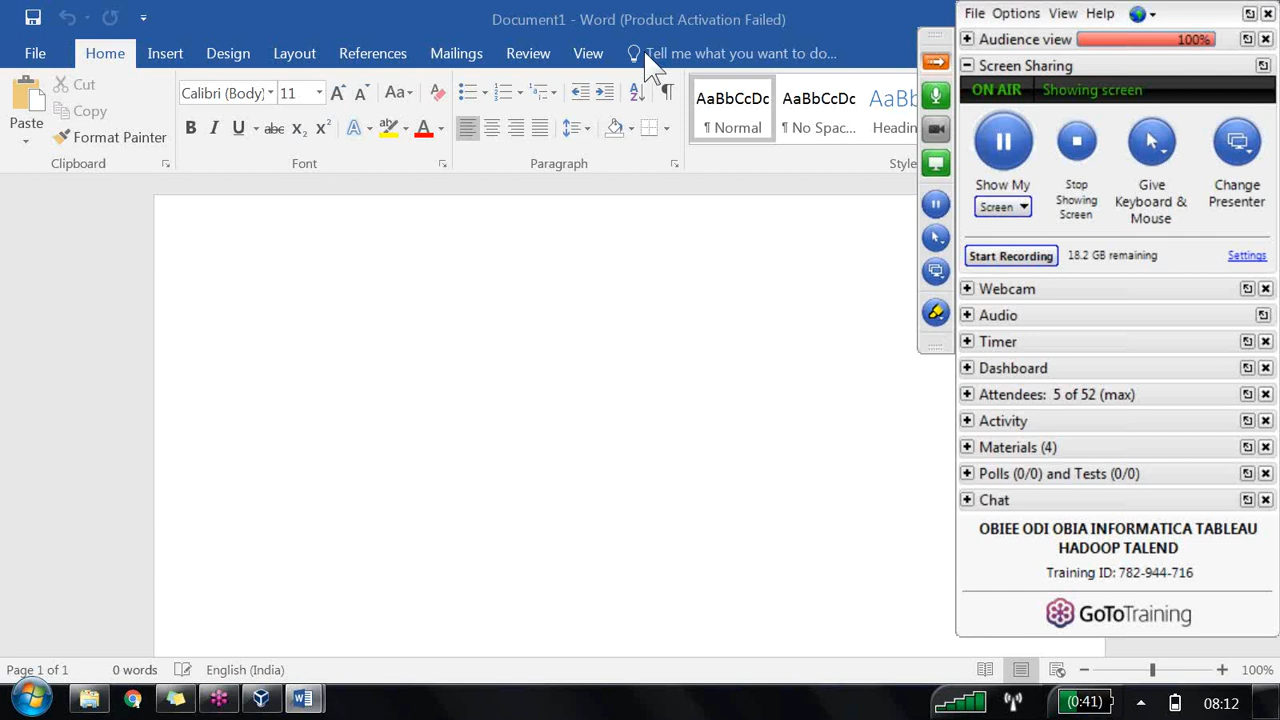 Document1 - Word (Product Activation Failed)
File Home Insert Design Layout References Mailings Review View Tell me what you want to do...
Paste
Cut
Copy
Format Painter
Clipboard
Calibri (Body) 11 A A Aa
B I U abc X₂ X² A A
Font
A Z ¶
Paragraph
AaBbCcDc AaBbCcDc AaBbC
¶ Normal ¶ No Spac... Heading
Style
File Options View Help
Audience view 100%
Screen Sharing
ON AIR Showing screen
Show My
Screen
Stop
Showing
Screen
Give
Keyboard &
Mouse
Change
Presenter
Start Recording 18.2 GB remaining Settings
Webcam
Audio
Timer
Dashboard
Attendees: 5 of 52 (max)
Activity
Materials (4)
Polls (0/0) and Tests (0/0)
Chat
OBIEE ODI OBIA INFORMATICA TABLEAU
HADOOP TALEND
Training ID: 782-944-716
GoToTraining
Page 1 of 1 0 words English (India) 100%
(0:41) 08:12